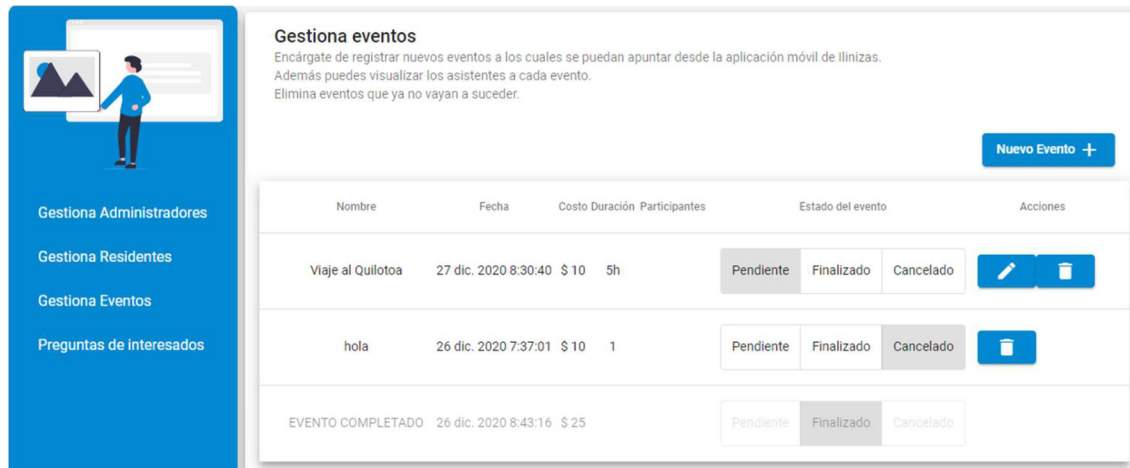 Gestiona Administradores
Gestiona Residentes
Gestiona Eventos
Preguntas de interesados
Gestiona eventos
Encárgate de registrar nuevos eventos a los cuales se puedan apuntar desde la aplicación móvil de Ilinizas.
Además puedes visualizar los asistentes a cada evento.
Elimina eventos que ya no vayan a suceder.
Nuevo Evento +
Nombre Fecha Costo Duración Participantes Estado del evento Acciones
Viaje al Quilotoa 27 dic. 2020 8:30:40 $ 10 5h Pendiente Finalizado Cancelado
hola 26 dic. 2020 7:37:01 $ 10 1 Pendiente Finalizado Cancelado
EVENTO COMPLETADO 26 dic. 2020 8:43:16 $ 25 Pendiente Finalizado Cancelado